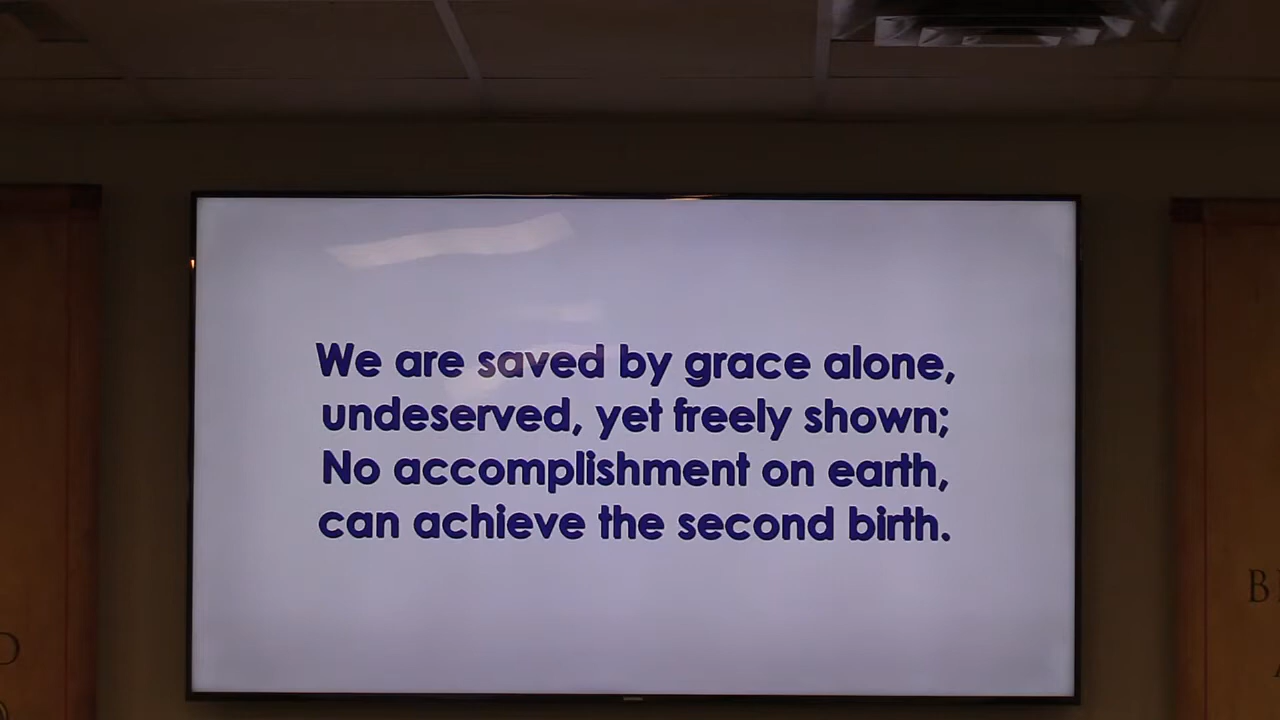 We are saved by grace alone,
undeserved, yet freely shown;
No accomplishment on earth,
can achieve the second birth.